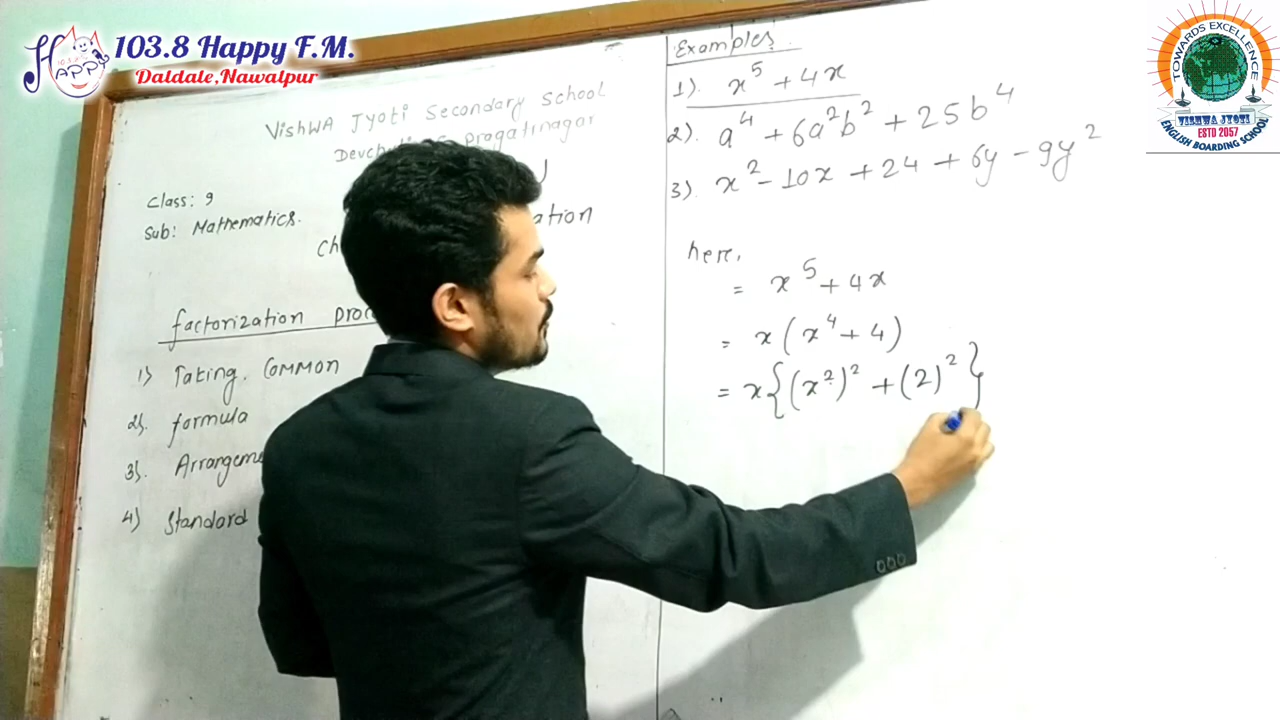 103.8 Happy F.M.
Daldale,Nawalpur
HAPPY
TOWARDS EXCELLENCE
VISHWA JYOTI
ESTD 2057
ENGLISH BOARDING SCHOOL
VishWA Jyoti Secondary School
Pragatinagar
class: 9
Sub: Mathematics.
factorization
1) Taking Common
2). formula
3).
4) Standard
Examples.
1). x⁵ + 4x
2). a⁴ + 6a²b² + 25b⁴
3). x² - 10x + 24 + 6y - 9y²
here,
= x⁵ + 4x
= x(x⁴ + 4)
= x{(x²)² + (2)²}